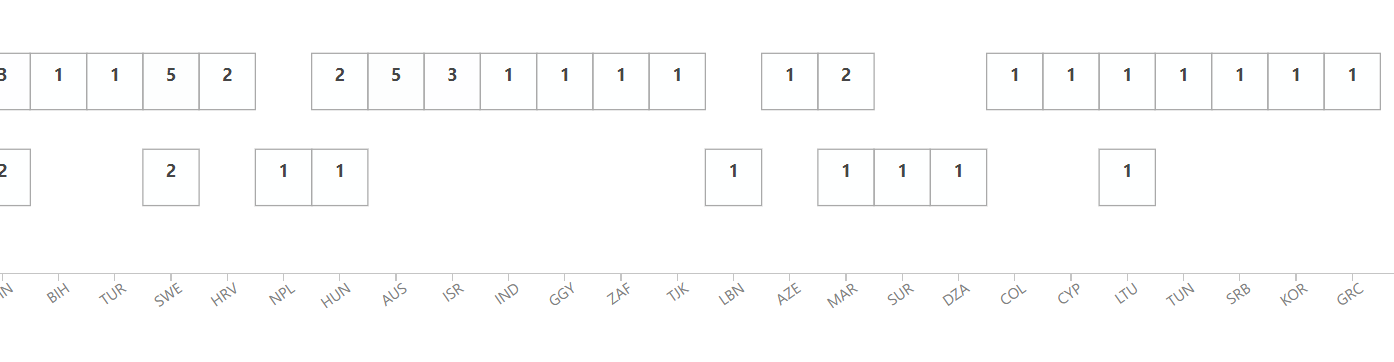 3 1 1 5 2 2 5 3 1 1 1 1 1 2 1 1 1 1 1 1 1
2 2 1 1 1 1 1 1 1
BIH TUR SWE HRV NPL HUN AUS ISR IND GGY ZAF TJK LBN AZE MAR SUR DZA COL CYP LTU TUN SRB KOR GRC